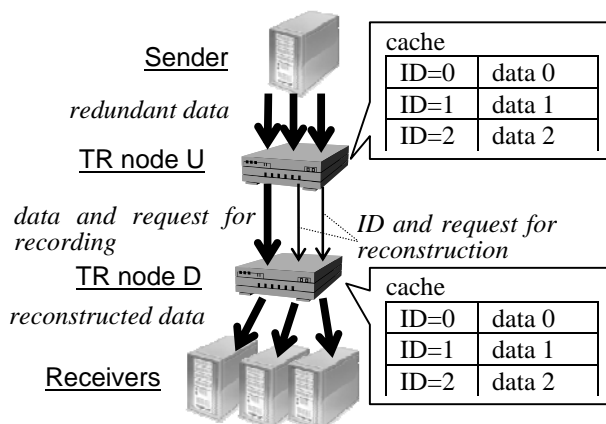 Sender
redundant data
TR node U
cache
ID=0 data 0
ID=1 data 1
ID=2 data 2
data and request for
recording
ID and request for
reconstruction
TR node D
reconstructed data
cache
ID=0 data 0
ID=1 data 1
ID=2 data 2
Receivers